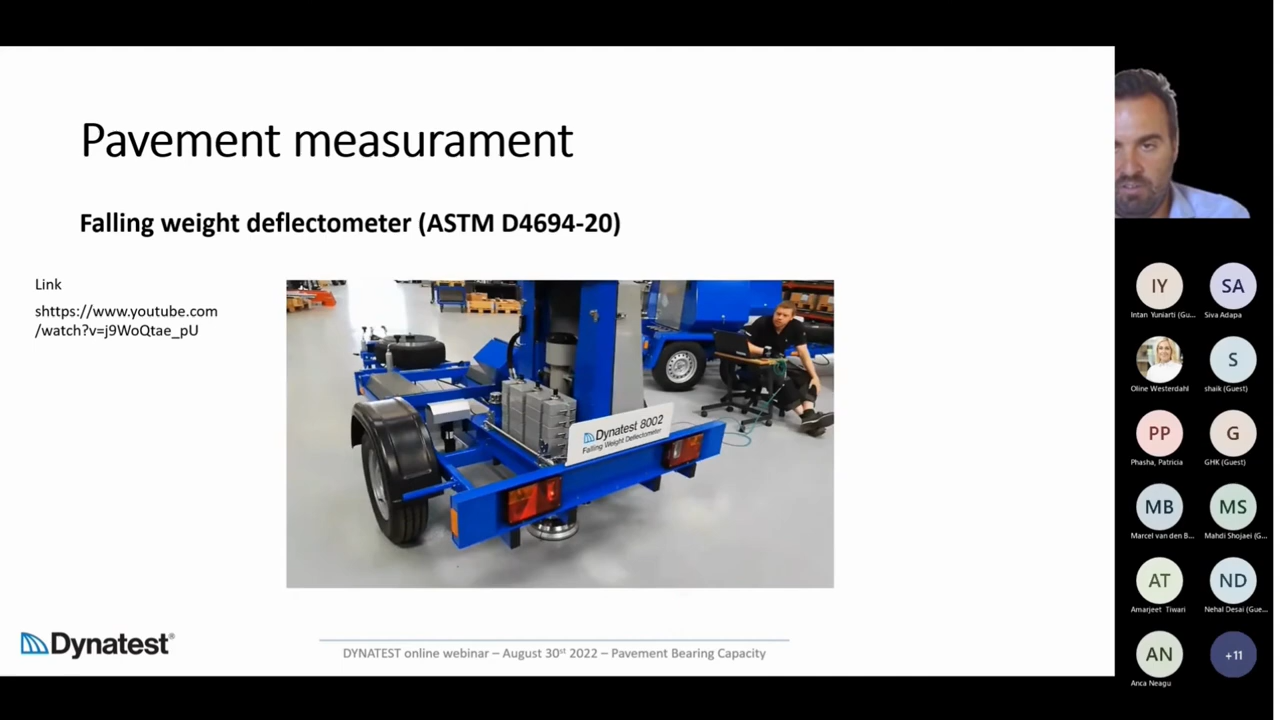 Pavement measurament
Falling weight deflectometer (ASTM D4694-20)
Link
shttps://www.youtube.com
/watch?v=j9WoQtae_pU
Dynatest 8002
Falling Weight Deflectometer
Dynatest®
DYNATEST online webinar – August 30st 2022 – Pavement Bearing Capacity
IY
SA
Intan Yuniarti (Gu...
Siva Adapa
S
Oline Westerdahl
shaik (Guest)
PP
G
Phasha, Patricia
GHK (Guest)
MB
MS
Marcel van den B...
Mahdi Shojaei (G...
AT
ND
Amarjeet Tiwari
Nehal Desai (Gue...
AN
+11
Anca Neagu